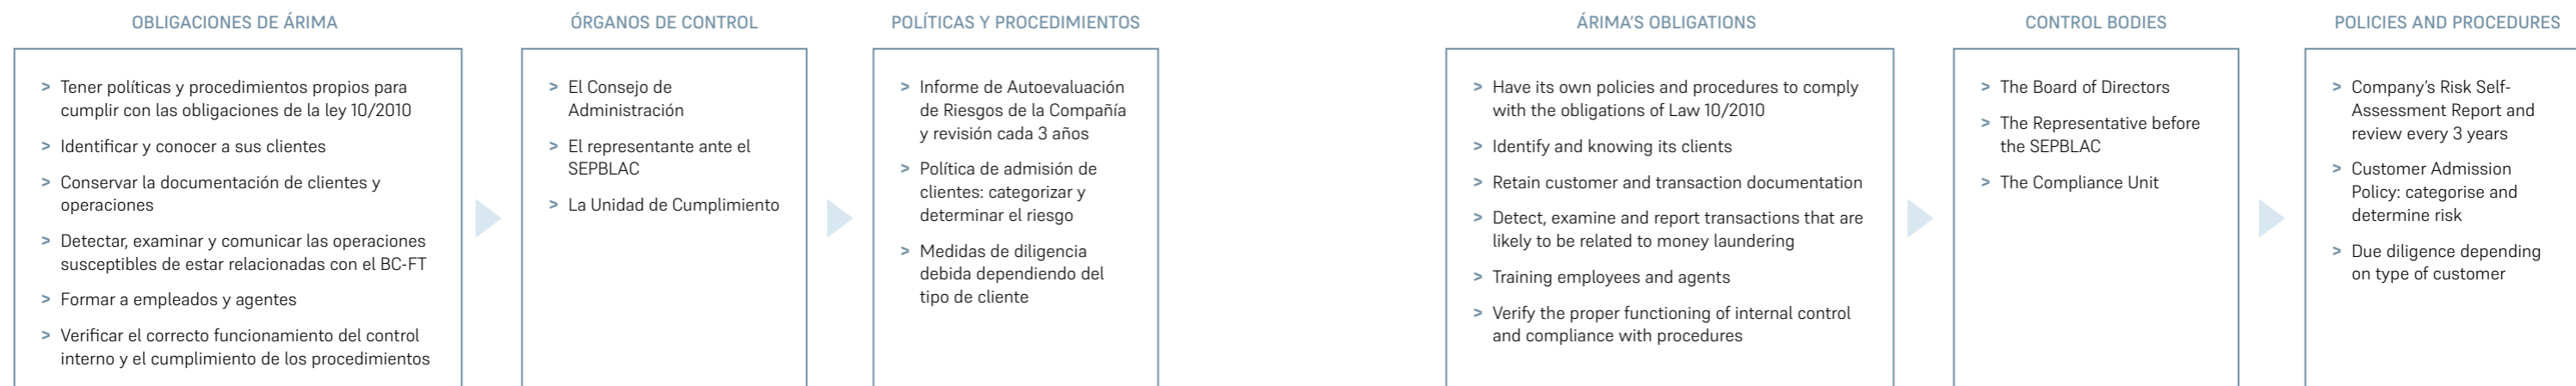 OBLIGACIONES DE ÁRIMA
> Tener políticas y procedimientos propios para
cumplir con las obligaciones de la ley 10/2010
> Identificar y conocer a sus clientes
> Conservar la documentación de clientes y
operaciones
> Detectar, examinar y comunicar las operaciones
susceptibles de estar relacionadas con el BC-FT
> Formar a empleados y agentes
> Verificar el correcto funcionamiento del control
interno y el cumplimiento de los procedimientos
ÓRGANOS DE CONTROL
> El Consejo de
Administración
> El representante ante el
SEPBLAC
> La Unidad de Cumplimiento
POLÍTICAS Y PROCEDIMIENTOS
> Informe de Autoevaluación
de Riesgos de la Compañía
y revisión cada 3 años
> Política de admisión de
clientes: categorizar y
determinar el riesgo
> Medidas de diligencia
debida dependiendo del
tipo de cliente
ÁRIMA'S OBLIGATIONS
> Have its own policies and procedures to comply
with the obligations of Law 10/2010
> Identify and knowing its clients
> Retain customer and transaction documentation
> Detect, examine and report transactions that are
likely to be related to money laundering
> Training employees and agents
> Verify the proper functioning of internal control
and compliance with procedures
CONTROL BODIES
> The Board of Directors
> The Representative before
the SEPBLAC
> The Compliance Unit
POLICIES AND PROCEDURES
> Company's Risk Self-
Assessment Report and
review every 3 years
> Customer Admission
Policy: categorise and
determine risk
> Due diligence depending
on type of customer